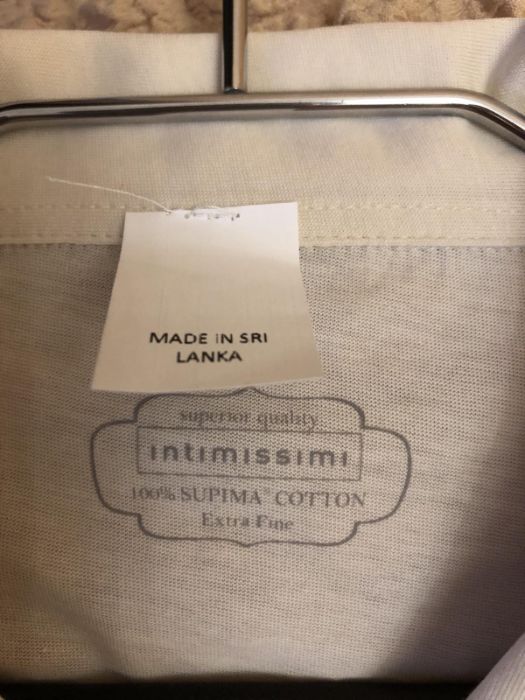 MADE IN SRI
LANKA
superior quality
intimissimi
100% SUPIMA® COTTON
Extra Fine